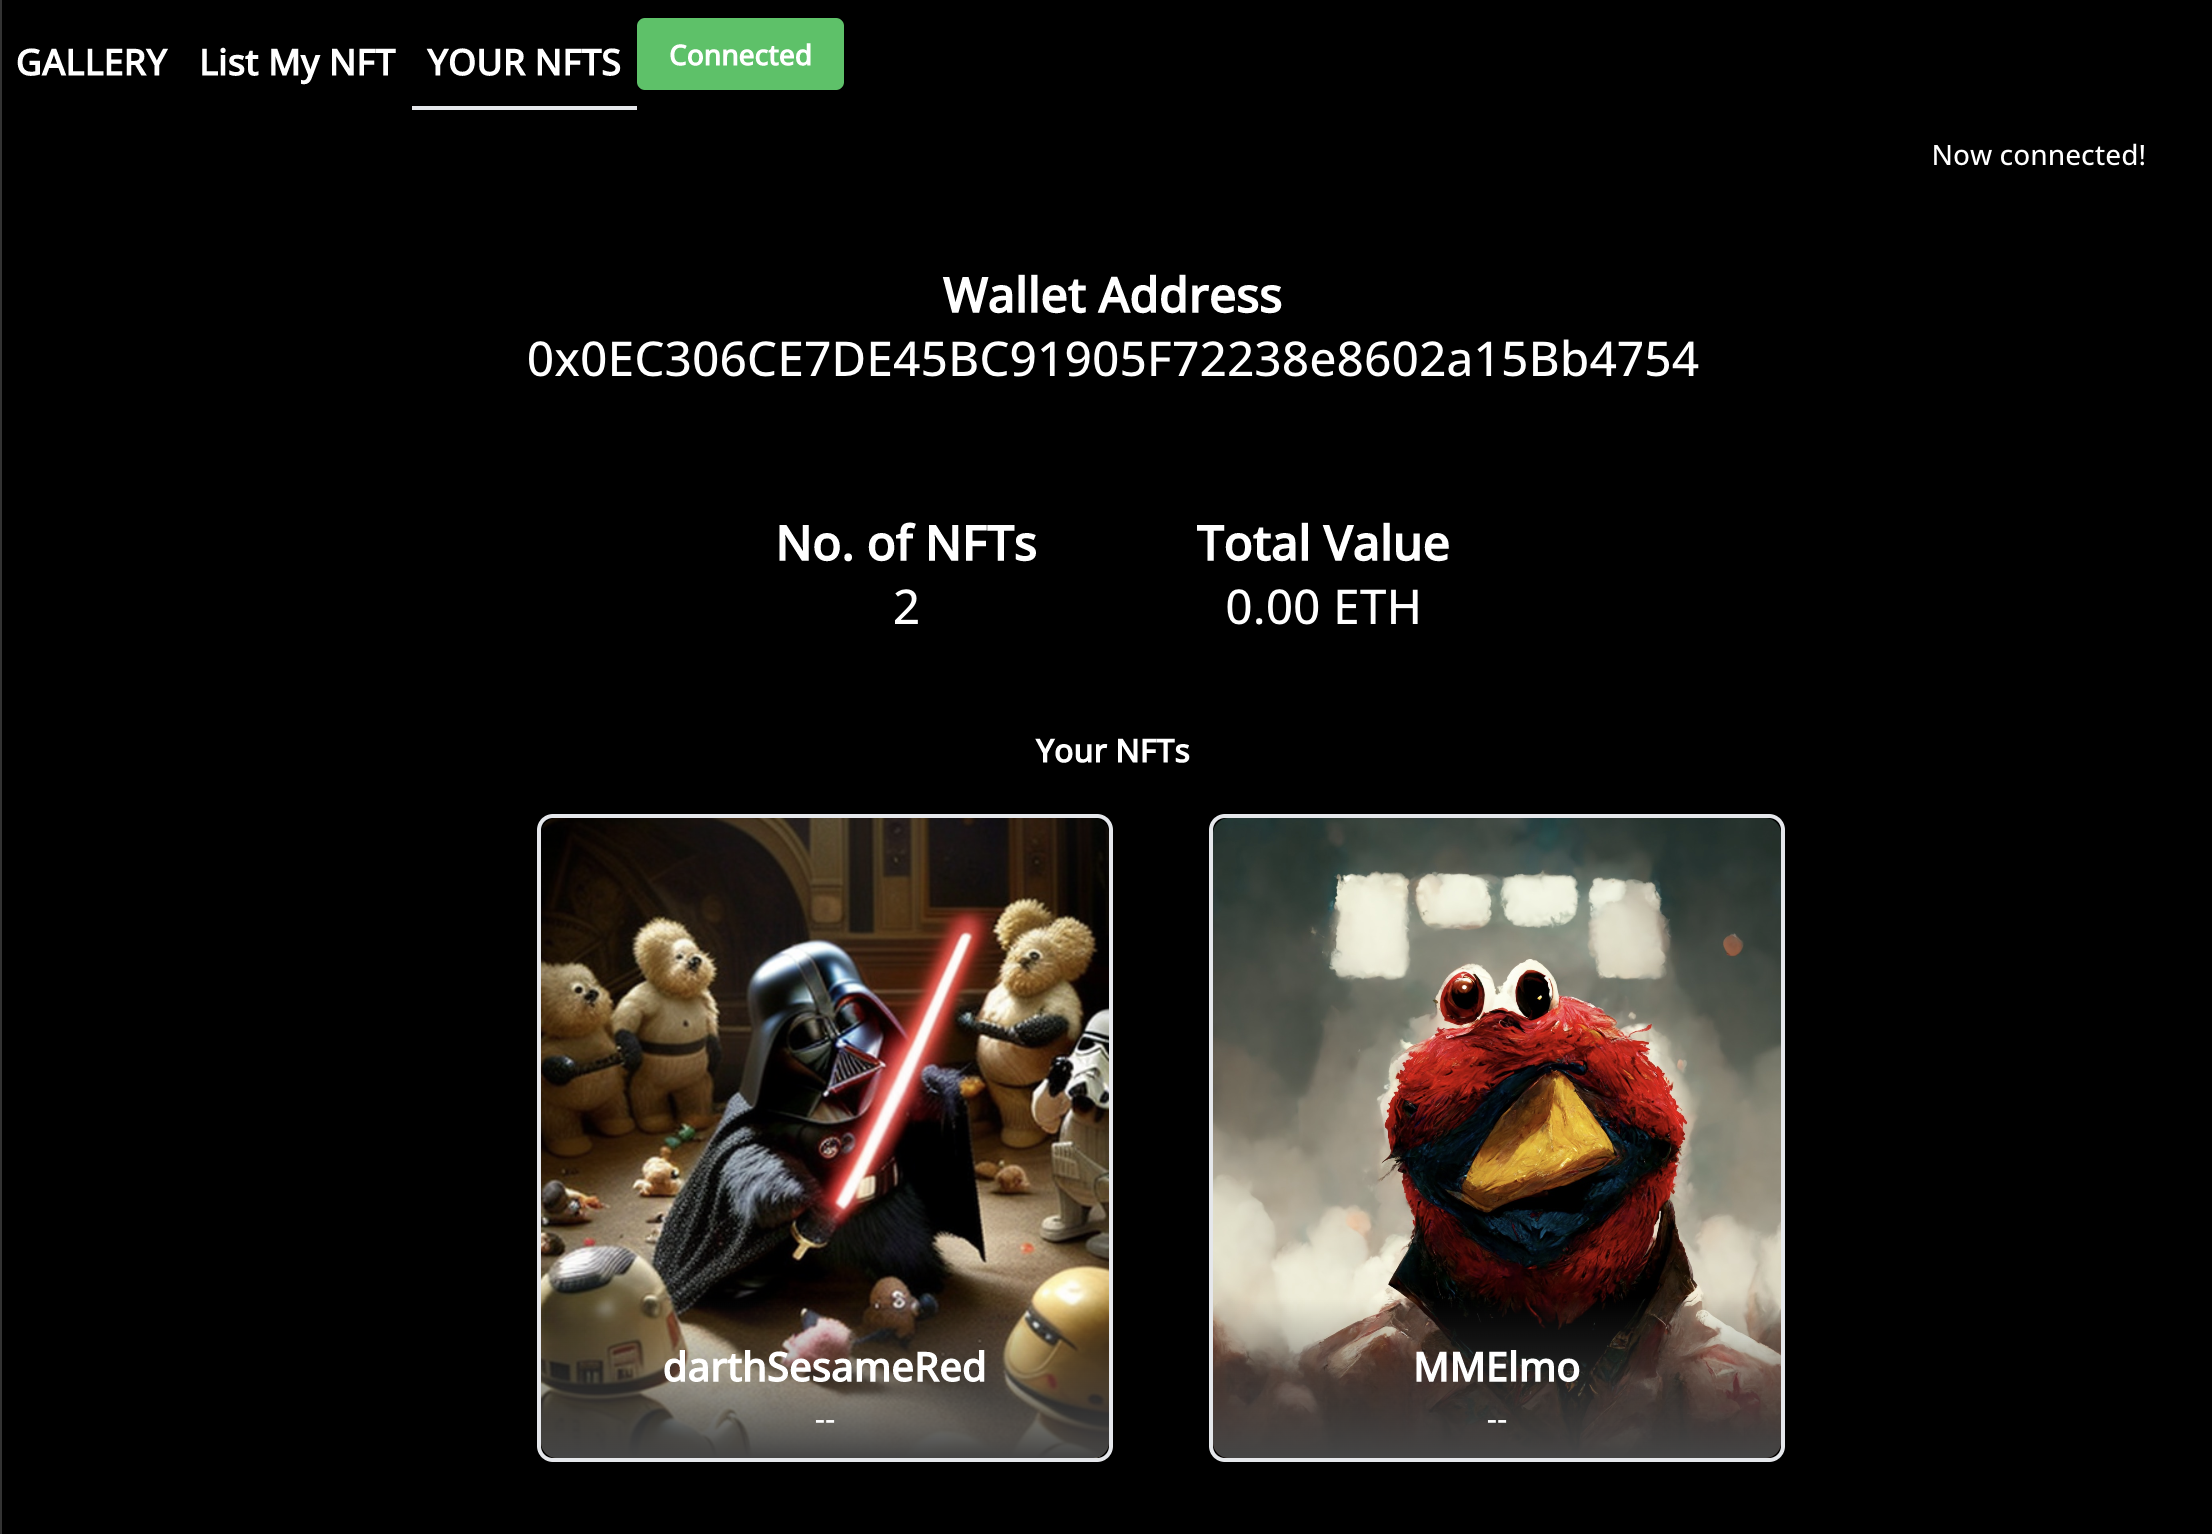 GALLERY List My NFT YOUR NFTS Connected
Now connected!
Wallet Address
0x0EC306CE7DE45BC91905F72238e8602a15Bb4754
No. of NFTs Total Value
2 0.00 ETH
Your NFTs
darthSesameRed MMElmo
-- --